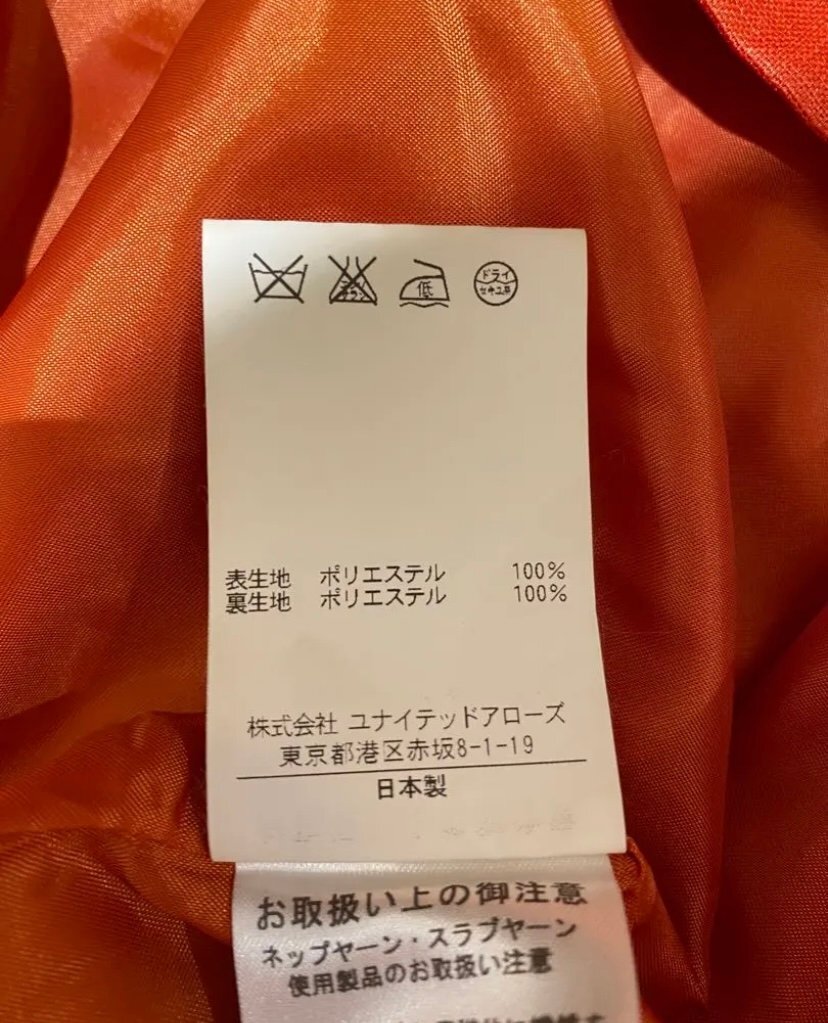 低
ドライ
セキユ系
表生地 ポリエステル 100%
裏生地 ポリエステル 100%
株式会社 ユナイテッドアローズ
東京都港区赤坂8-1-19
日本製
お取扱い上の御注意
ネップヤーン・スラブヤーン
使用製品のお取扱い注意